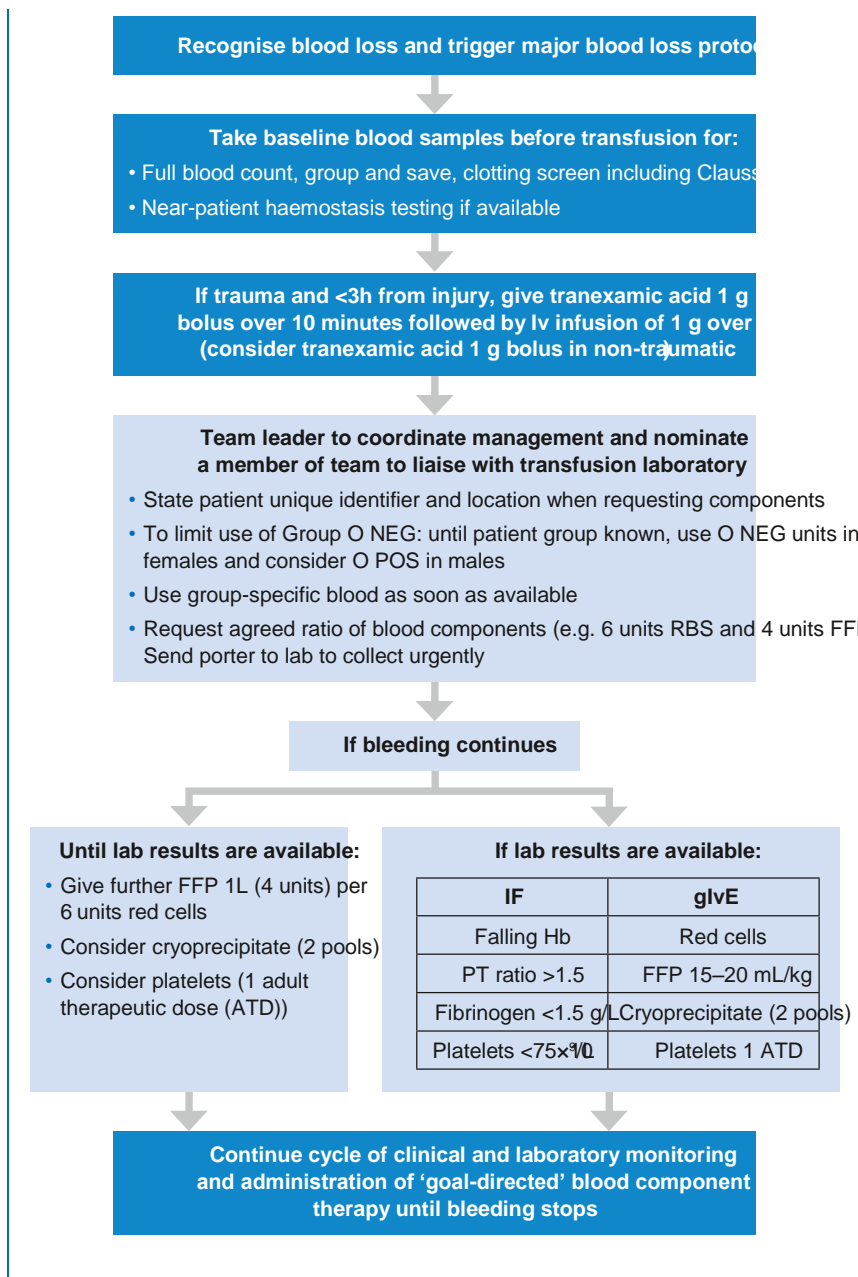 Recognise blood loss and trigger major blood loss
Take baseline blood samples before transfusion for:
• Full blood count, group and save, clotting screen including
• Near-patient haemostasis testing if available
If trauma and <3h from injury, give tranexamic acid 1 g
bolus over 10 minutes followed by Iv infusion of 1 g over
(consider tranexamic acid 1 g bolus in non-traumatic)
Team leader to coordinate management and nominate
a member of team to liaise with transfusion laboratory
• State patient unique identifier and location when requesting components
• To limit use of Group O NEG: until patient group known, use O NEG units in
females and consider O POS in males
• Use group-specific blood as soon as available
• Request agreed ratio of blood components (e.g. 6 units RBS and 4 units
Send porter to lab to collect urgently
If bleeding continues
Until lab results are available:
• Give further FFP 1L (4 units) per
6 units red cells
• Consider cryoprecipitate (2 pools)
• Consider platelets (1 adult
therapeutic dose (ATD))
If lab results are available:
IF gIvE
Falling Hb Red cells
PT ratio >1.5 FFP 15–20 mL/kg
Fibrinogen <1.5 g/L Cryoprecipitate (2 pools)
Platelets <75× Platelets 1 ATD
Continue cycle of clinical and laboratory monitoring
and administration of ‘goal-directed’ blood component
therapy until bleeding stops